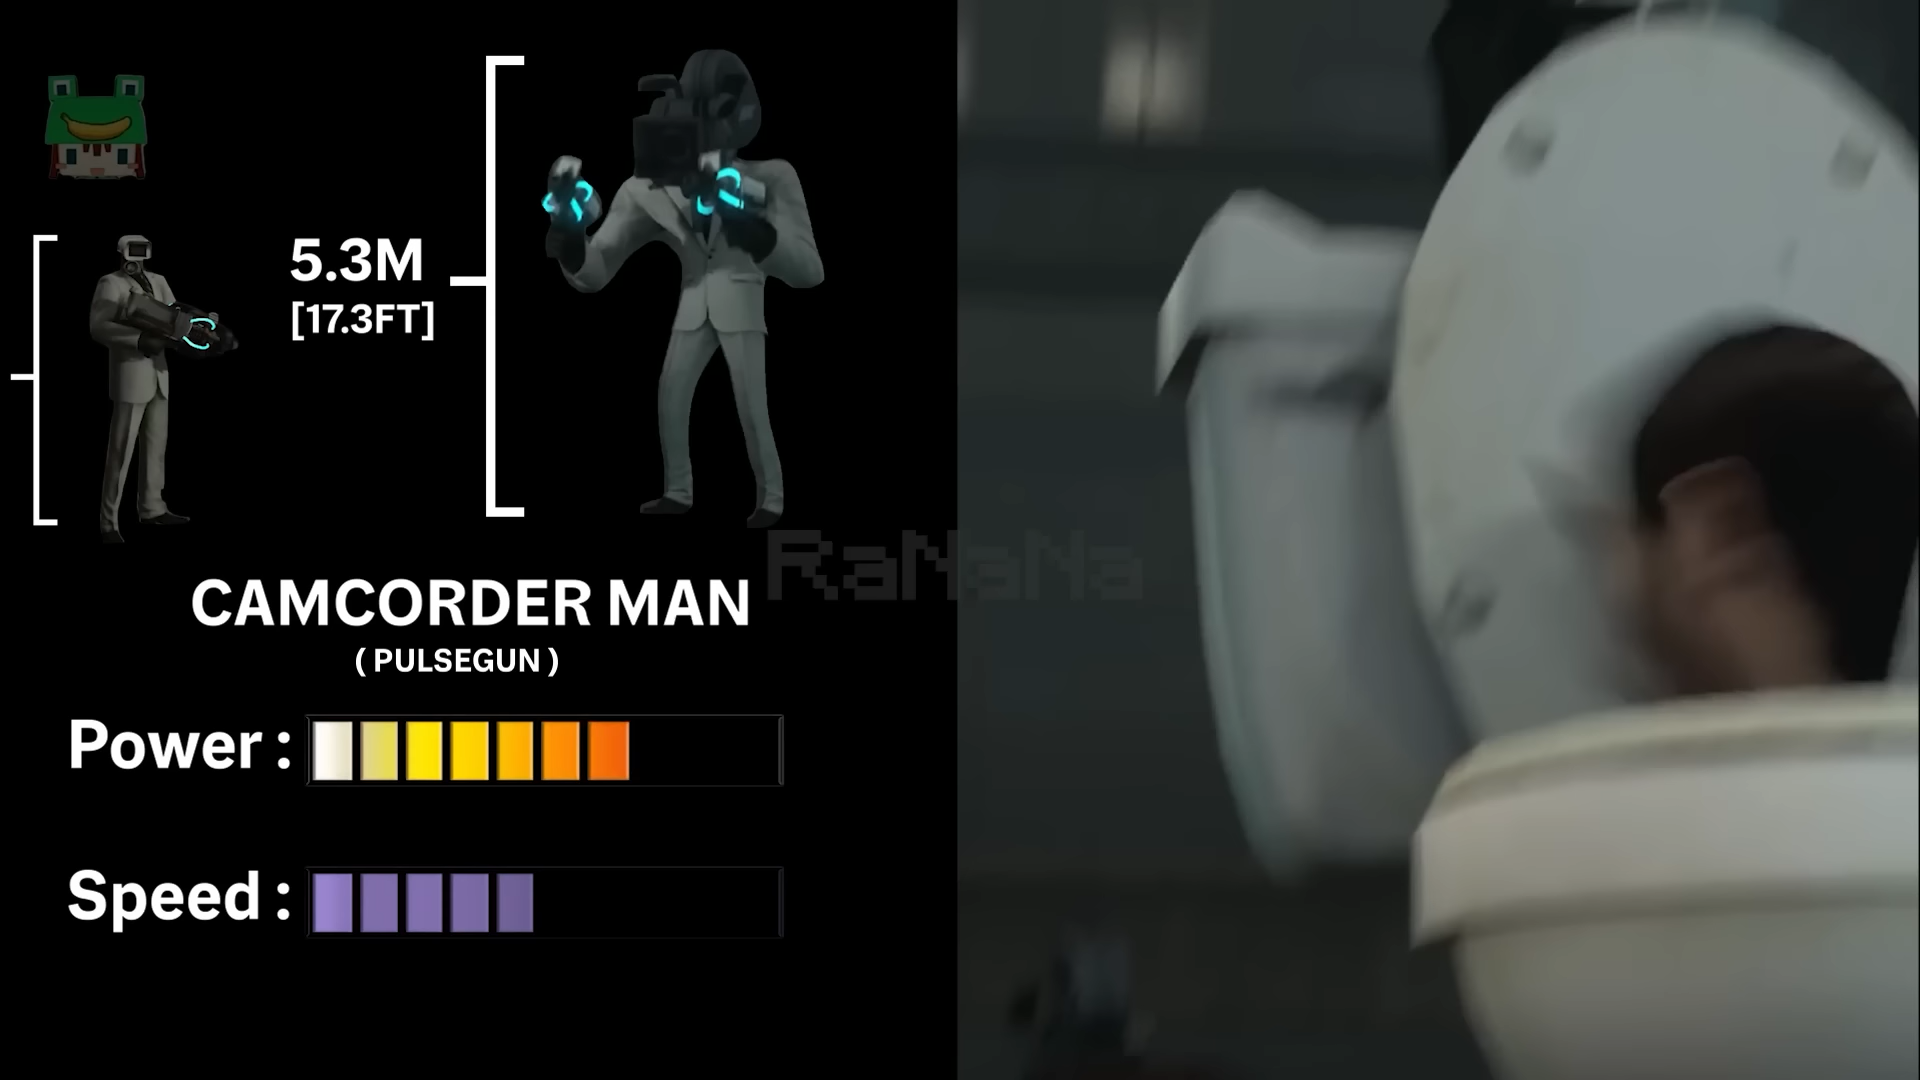 5.3M
[17.3FT]
RaNaNa
CAMCORDER MAN
( PULSEGUN )
Power :
Speed :